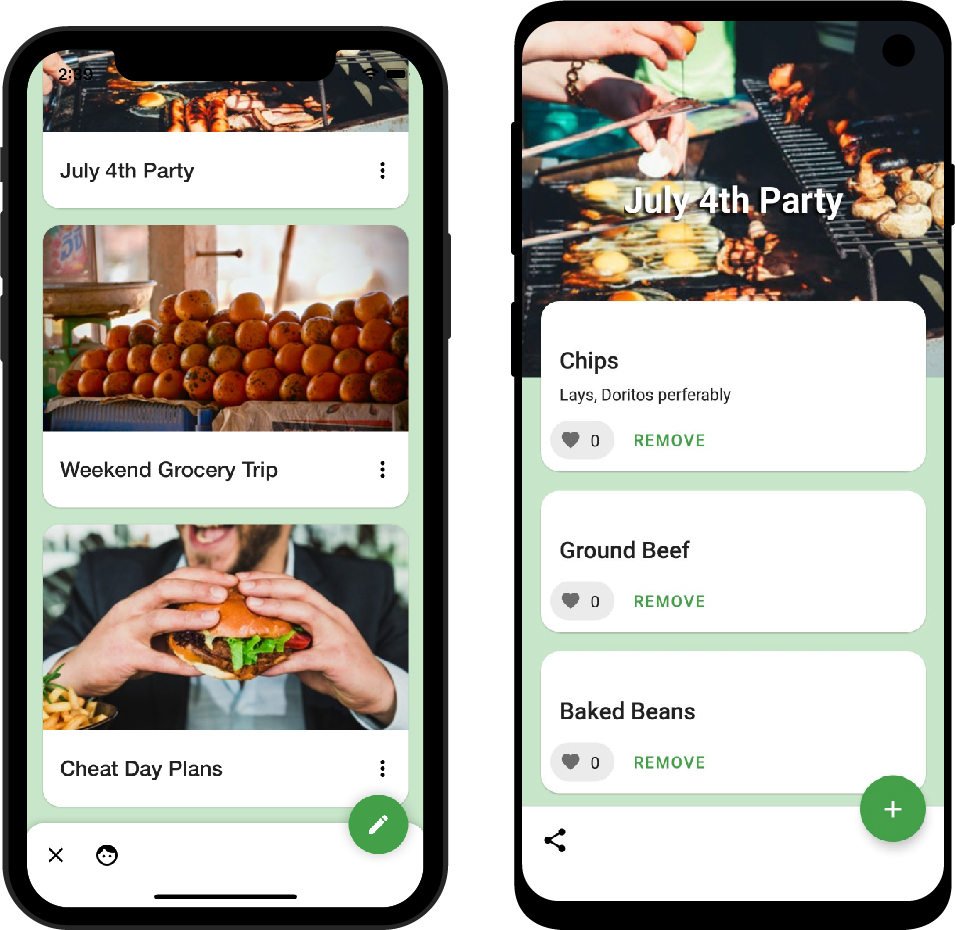 2:39
July 4th Party
Weekend Grocery Trip
Cheat Day Plans
July 4th Party
Chips
Lays, Doritos perferably
0
REMOVE
Ground Beef
0
REMOVE
Baked Beans
0
REMOVE